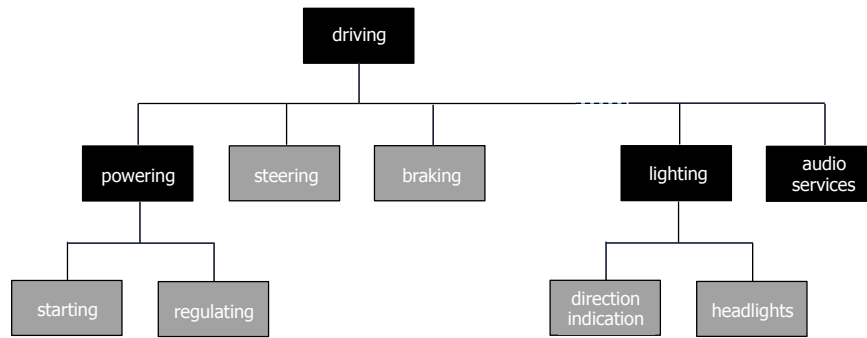 driving
powering
steering
braking
lighting
audio
services
starting
regulating
direction
indication
headlights